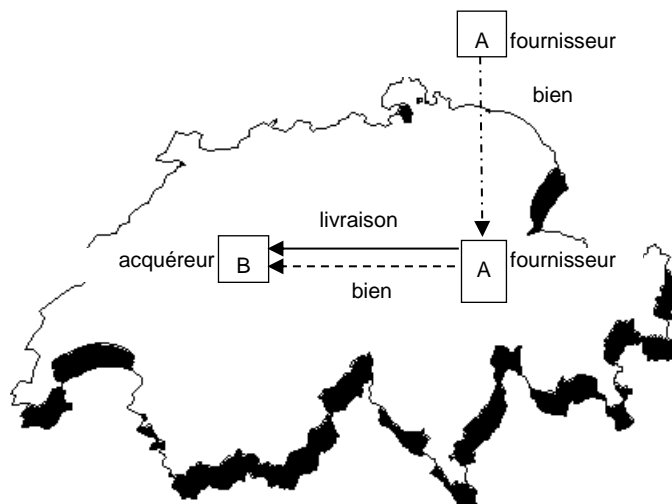 A fournisseur
bien
livraison
acquéreur B A fournisseur
bien